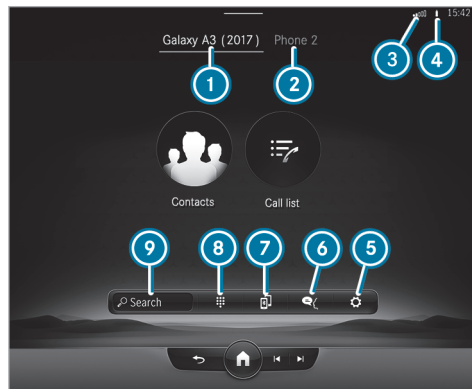 15:42
Galaxy A3 (2017) Phone 2
3 4
1 2
Contacts Call list
9 8 7 6 5
Search